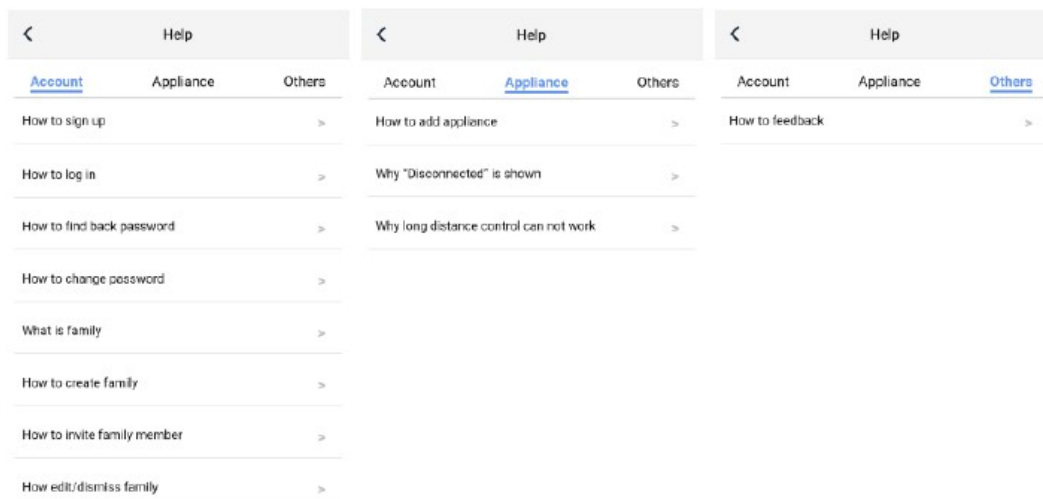 Help
Account Appliance Others
How to sign up >
How to log in >
How to find back password >
How to change password >
What is family >
How to create family >
How to invite family member >
How edit/dismiss family >
Help
Account Appliance Others
How to add appliance >
Why "Disconnected" is shown >
Why long distance control can not work >
Help
Account Appliance Others
How to feedback >